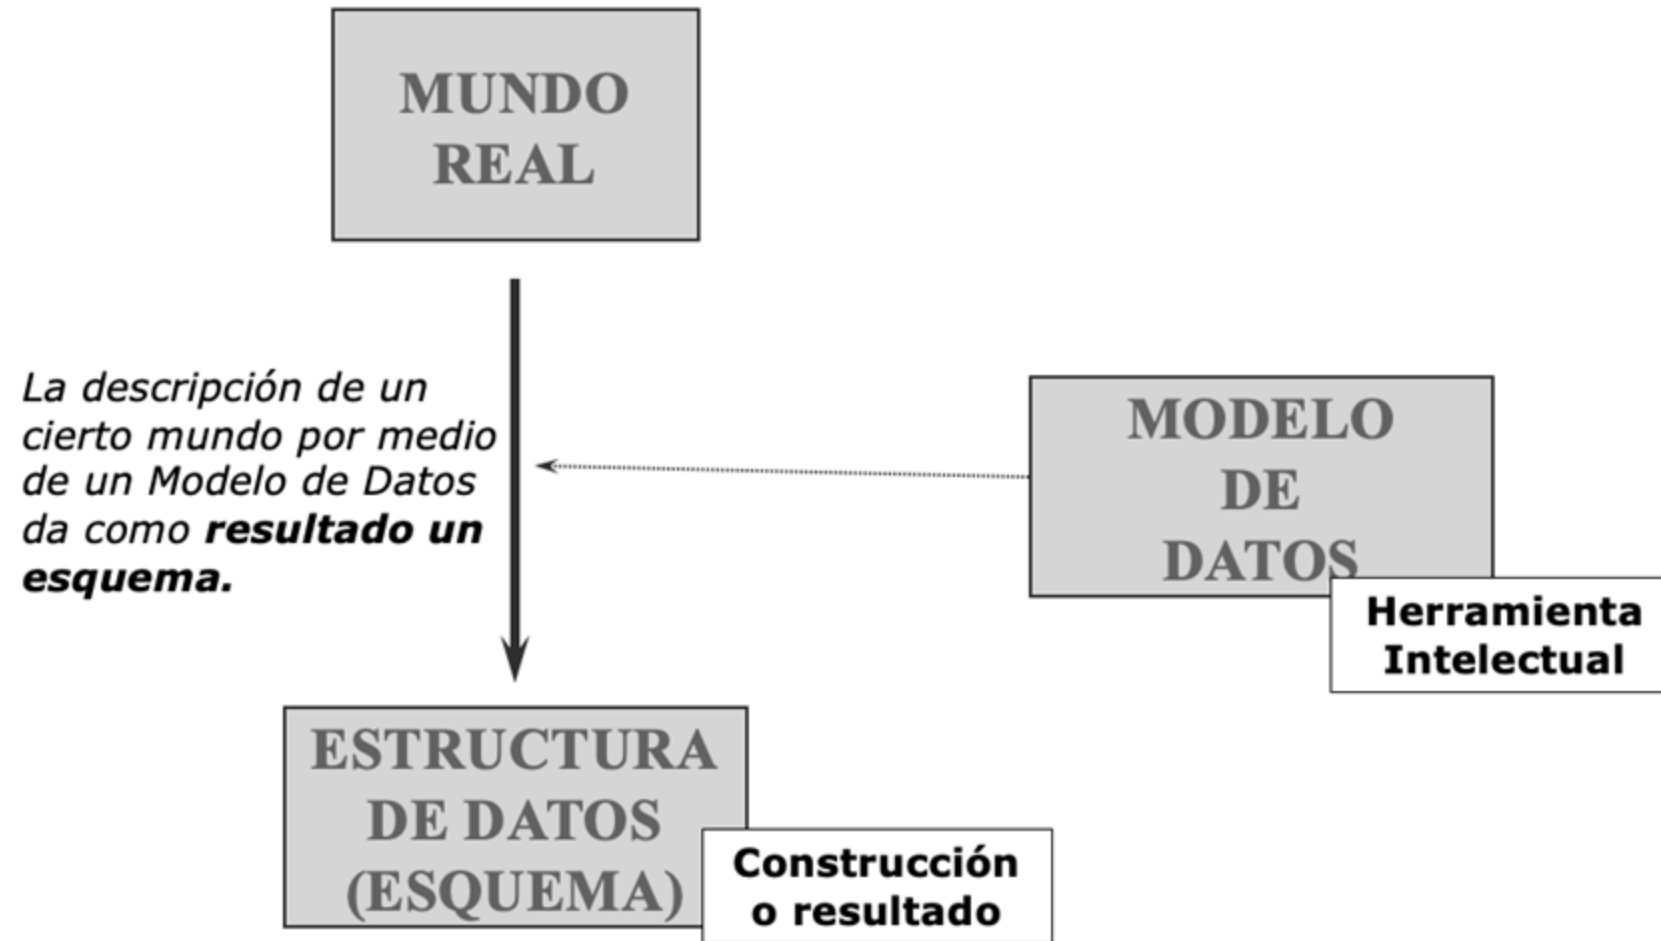 MUNDO
REAL
La descripción de un
cierto mundo por medio
de un Modelo de Datos
da como resultado un
esquema.
MODELO
DE
DATOS
Herramienta
Intelectual
ESTRUCTURA
DE DATOS
(ESQUEMA)
Construcción
o resultado